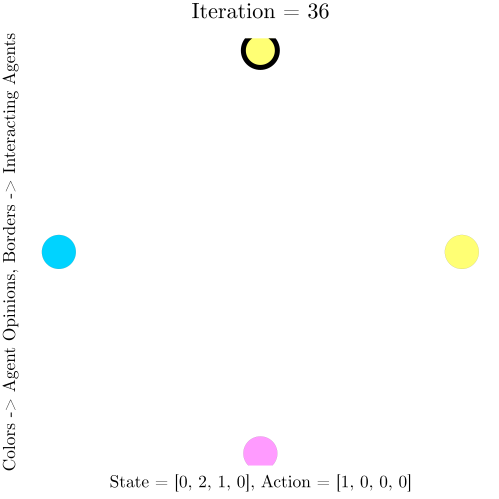 Iteration = 36
Colors -> Agent Opinions, Borders -> Interacting Agents
State = [0, 2, 1, 0], Action = [1, 0, 0, 0]